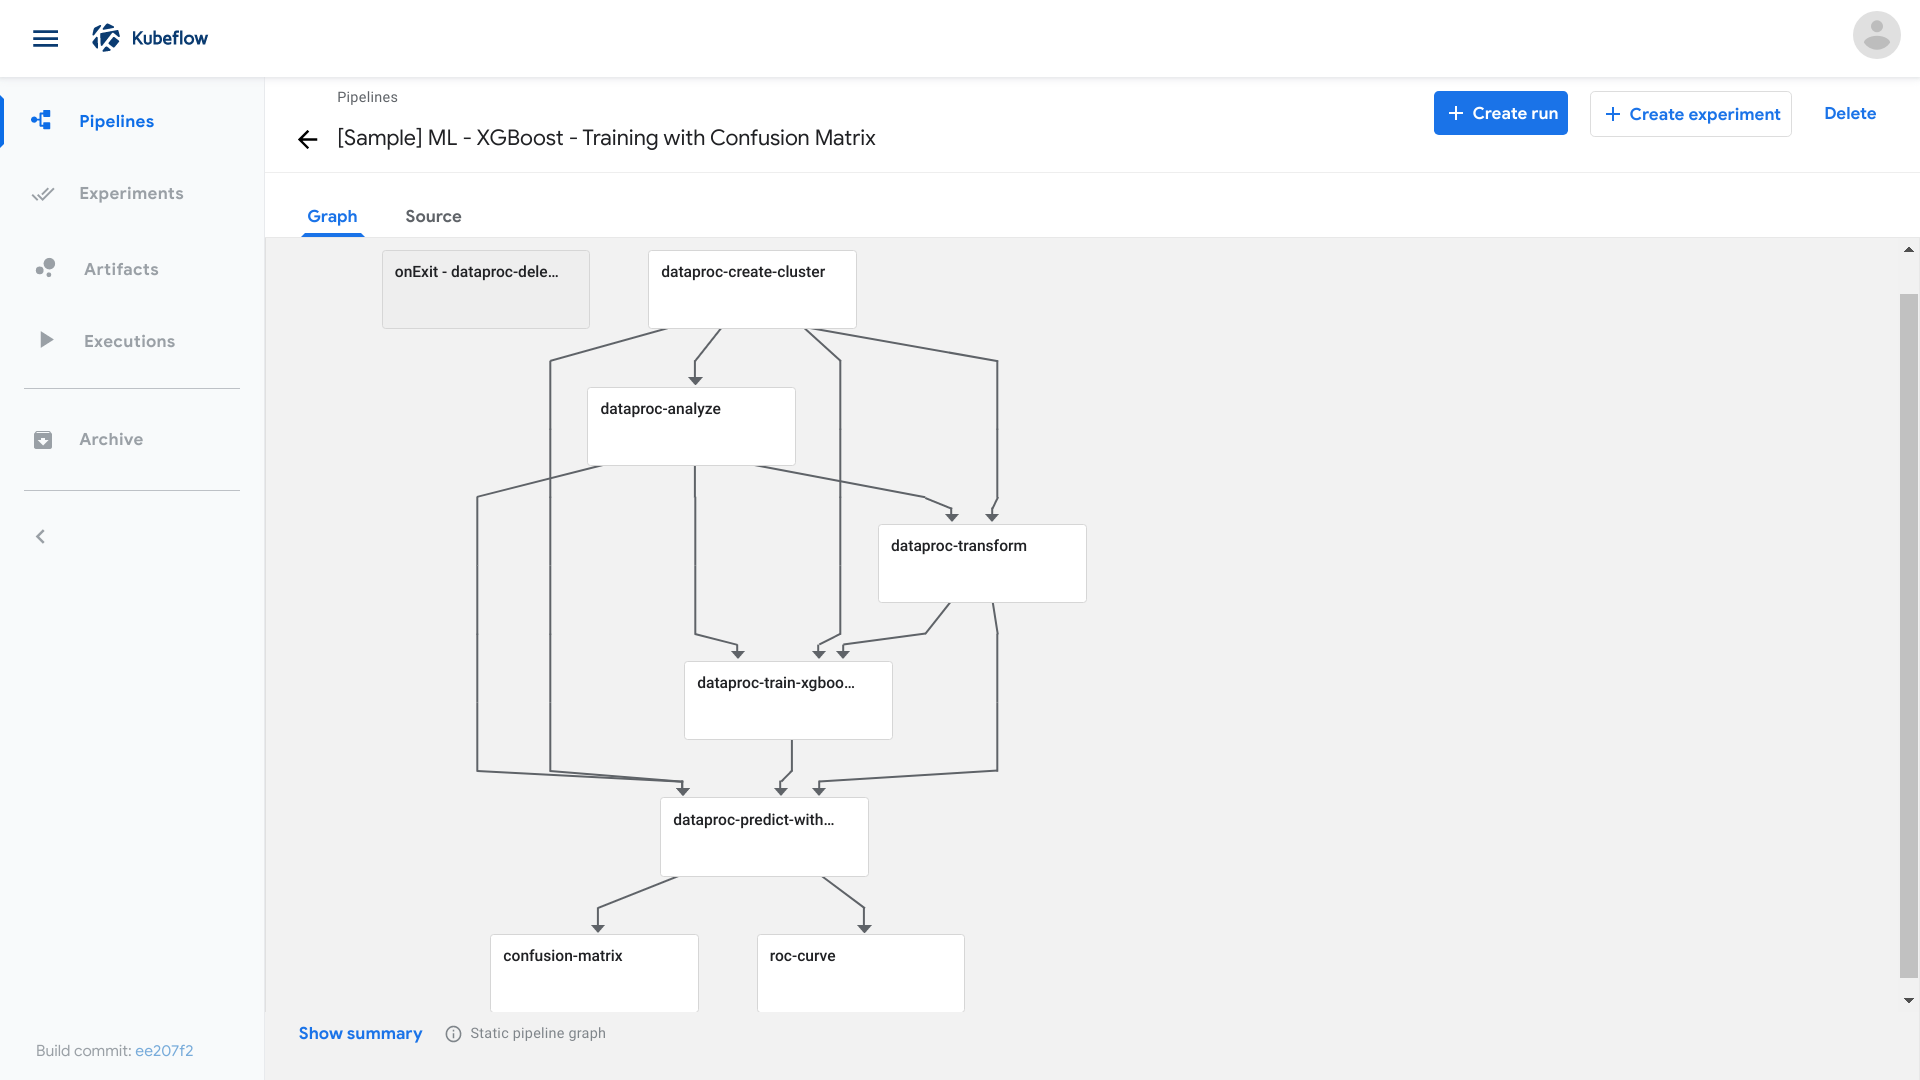 Kubeflow
Pipelines
Experiments
Artifacts
Executions
Archive
Build commit: ee207f2
Pipelines
[Sample] ML - XGBoost - Training with Confusion Matrix
Create run
Create experiment
Delete
Graph
Source
onExit - dataproc-dele...
dataproc-create-cluster
dataproc-analyze
dataproc-transform
dataproc-train-xgboo...
dataproc-predict-with...
confusion-matrix
roc-curve
Show summary
Static pipeline graph